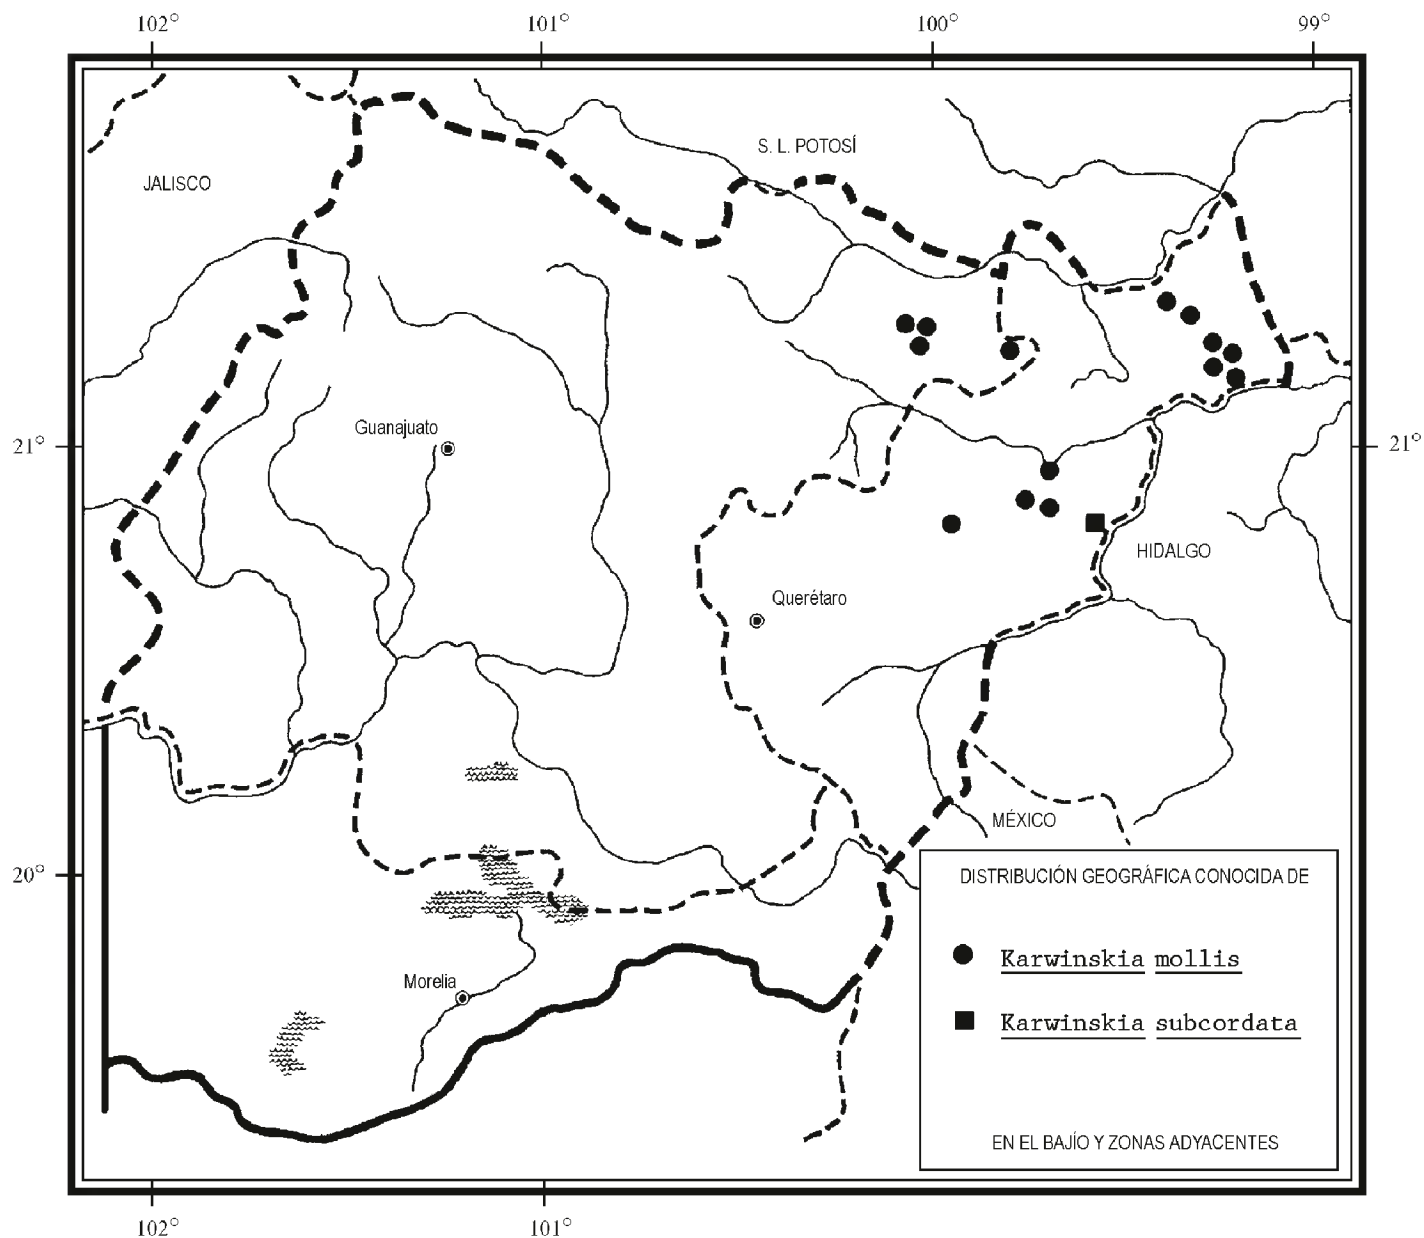 102° 101° 100° 99°
S. L. POTOSÍ
JALISCO
Guanajuato
21° 21°
HIDALGO
Querétaro
MÉXICO
20°
DISTRIBUCIÓN GEOGRÁFICA CONOCIDA DE
Karwinskia mollis
Morelia
Karwinskia subcordata
EN EL BAJÍO Y ZONAS ADYACENTES
102° 101°